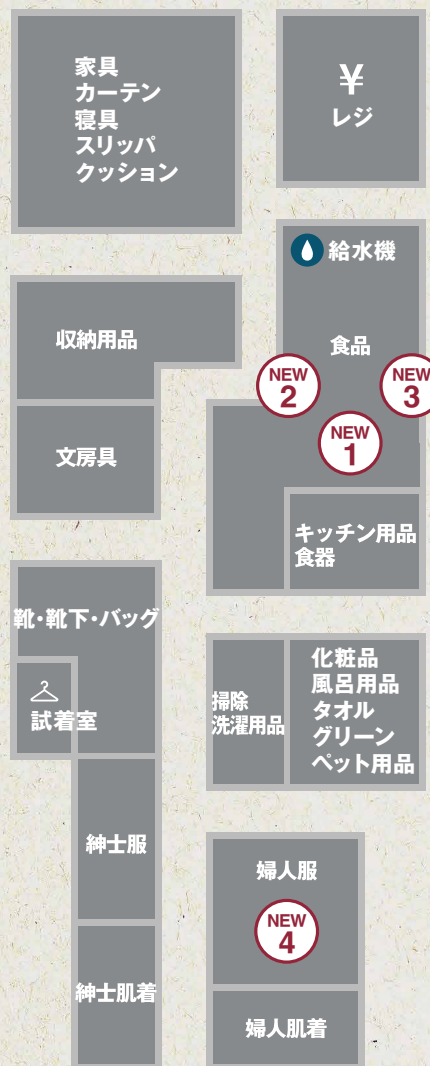 家具
カーテン
寝具
スリッパ
クッション
¥
レジ
給水機
食品
収納用品
NEW
2
NEW
3
NEW
1
文房具
キッチン用品
食器
靴・靴下・バッグ
試着室
掃除
洗濯用品
化粧品
風呂用品
タオル
グリーン
ペット用品
紳士服
婦人服
NEW
4
紳士肌着
婦人肌着